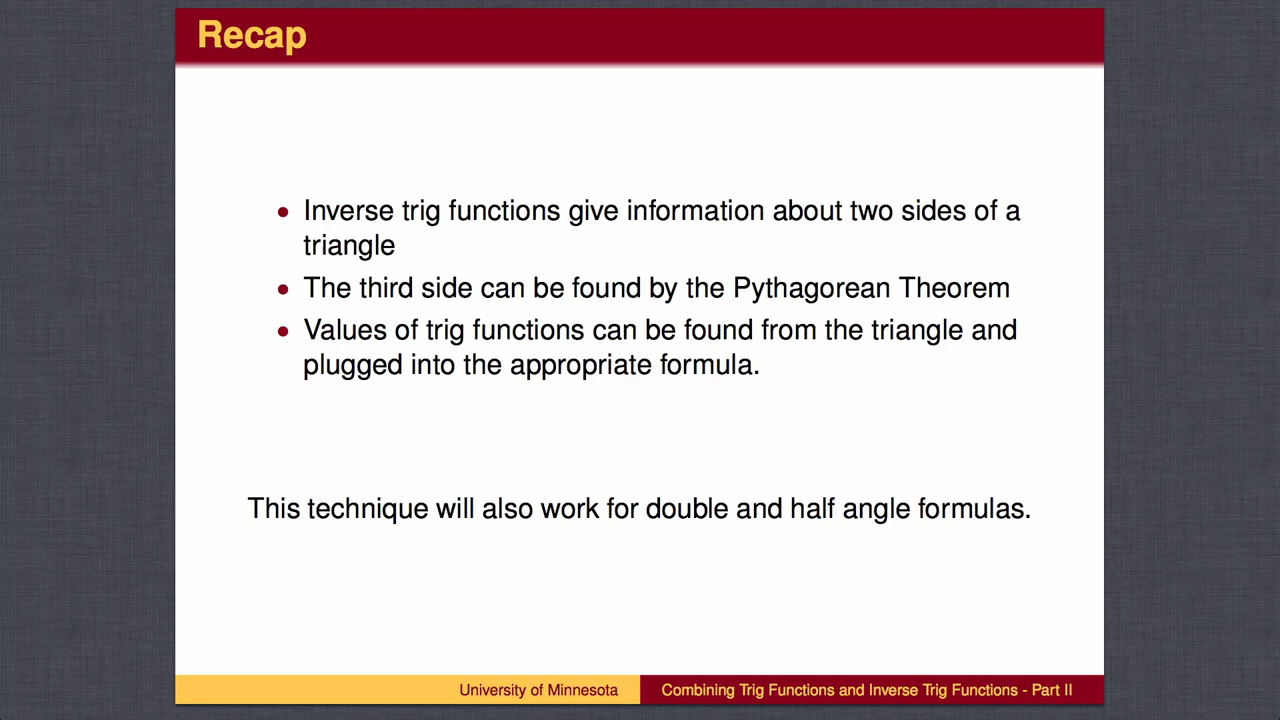 Recap
• Inverse trig functions give information about two sides of a
triangle
• The third side can be found by the Pythagorean Theorem
• Values of trig functions can be found from the triangle and
plugged into the appropriate formula.
This technique will also work for double and half angle formulas.
University of Minnesota
Combining Trig Functions and Inverse Trig Functions - Part II